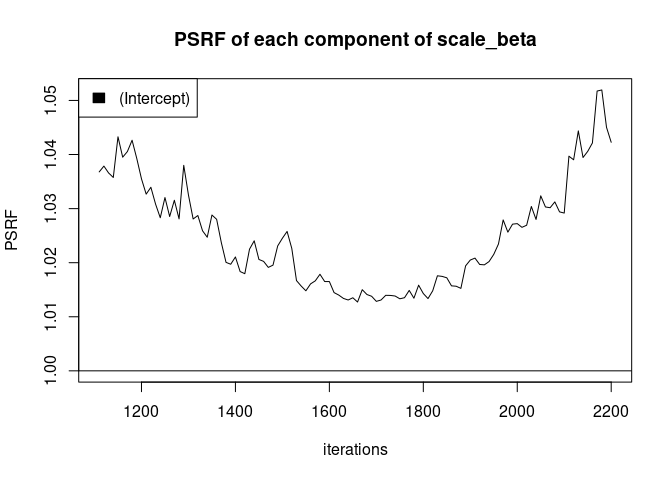 PSRF of each component of scale_beta
(Intercept)
PSRF
1.05
1.04
1.03
1.02
1.01
1.00
1200 1400 1600 1800 2000 2200
iterations